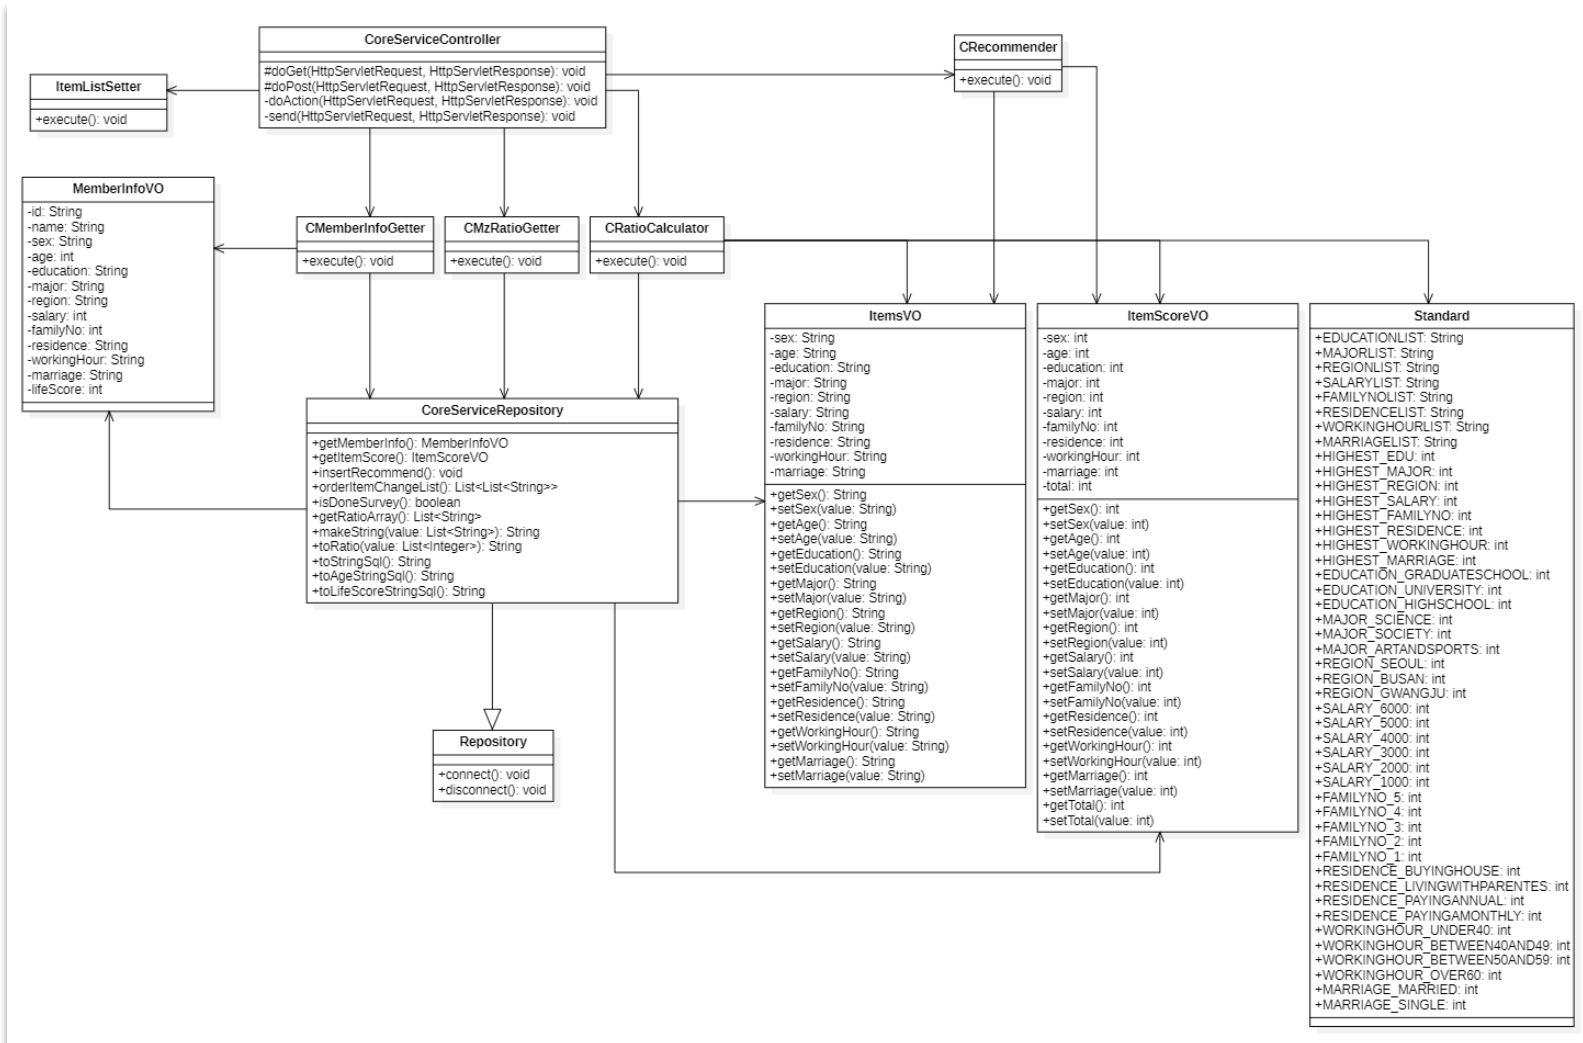 CoreServiceController
#doGet(HttpServletRequest, HttpServletResponse): void
#doPost(HttpServletRequest, HttpServletResponse): void
-doAction(HttpServletRequest, HttpServletResponse): void
-send(HttpServletRequest, HttpServletResponse): void
CRecommender
+execute(): void
ItemListSetter
+execute(): void
MemberInfoVO
-id: String
-name: String
-sex: String
-age: int
-education: String
-major: String
-region: String
-salary: int
-familyNo: int
-residence: String
-workingHour: String
-marriage: String
-lifeScore: int
CMemberInfoGetter
+execute(): void
CMzRatioGetter
+execute(): void
CRatioCalculator
+execute(): void
CoreServiceRepository
+getMemberInfo(): MemberInfoVO
+getItemScore(): ItemScoreVO
+insertRecommend(): void
+orderItemChangeList(): List<List<String>>
+isDoneSurvey(): boolean
+getRatioArray(): List<String>
+makeString(value: List<String>): String
+toRatio(value: List<Integer>): String
+toStringSql(): String
+toAgeStringSql(): String
+toLifeScoreStringSql(): String
Repository
+connect(): void
+disconnect(): void
ItemsVO
-sex: String
-age: String
-education: String
-major: String
-region: String
-salary: String
-familyNo: String
-residence: String
-workingHour: String
-marriage: String
+getSex(): String
+setSex(value: String)
+getAge(): String
+setAge(value: String)
+getEducation(): String
+setEducation(value: String)
+getMajor(): String
+setMajor(value: String)
+getRegion(): String
+setRegion(value: String)
+getSalary(): String
+setSalary(value: String)
+getFamilyNo(): String
+setFamilyNo(value: String)
+getResidence(): String
+setResidence(value: String)
+getWorkingHour(): String
+setWorkingHour(value: String)
+getMarriage(): String
+setMarriage(value: String)
ItemScoreVO
-sex: int
-age: int
-education: int
-major: int
-region: int
-salary: int
-familyNo: int
-residence: int
-workingHour: int
-marriage: int
-total: int
+getSex(): int
+setSex(value: int)
+getAge(): int
+setAge(value: int)
+getEducation(): int
+setEducation(value: int)
+getMajor(): int
+setMajor(value: int)
+getRegion(): int
+setRegion(value: int)
+getSalary(): int
+setSalary(value: int)
+getFamilyNo(): int
+setFamilyNo(value: int)
+getResidence(): int
+setResidence(value: int)
+getWorkingHour(): int
+setWorkingHour(value: int)
+getMarriage(): int
+setMarriage(value: int)
+getTotal(): int
+setTotal(value: int)
Standard
+EDUCATIONLIST: String
+MAJORLIST: String
+REGIONLIST: String
+SALARYLIST: String
+FAMILYNOLIST: String
+RESIDENCELIST: String
+WORKINGHOURLIST: String
+MARRIAGELIST: String
+HIGHEST_EDU: int
+HIGHEST_MAJOR: int
+HIGHEST_REGION: int
+HIGHEST_SALARY: int
+HIGHEST_FAMILYNO: int
+HIGHEST_RESIDENCE: int
+HIGHEST_WORKINGHOUR: int
+HIGHEST_MARRIAGE: int
+EDUCATION_GRADUATESCHOOL: int
+EDUCATION_UNIVERSITY: int
+EDUCATION_HIGHSCHOOL: int
+MAJOR_SCIENCE: int
+MAJOR_SOCIETY: int
+MAJOR_ARTANDSPORTS: int
+REGION_SEOUL: int
+REGION_BUSAN: int
+REGION_GWANGJU: int
+SALARY_6000: int
+SALARY_5000: int
+SALARY_4000: int
+SALARY_3000: int
+SALARY_2000: int
+SALARY_1000: int
+FAMILYNO_5: int
+FAMILYNO_4: int
+FAMILYNO_3: int
+FAMILYNO_2: int
+FAMILYNO_1: int
+RESIDENCE_BUYINGHOUSE: int
+RESIDENCE_LIVINGWITHPARENTES: int
+RESIDENCE_PAYINGANNUAL: int
+RESIDENCE_PAYINGAMONTHLY: int
+WORKINGHOUR_UNDER40: int
+WORKINGHOUR_BETWEEN40AND49: int
+WORKINGHOUR_BETWEEN50AND59: int
+WORKINGHOUR_OVER60: int
+MARRIAGE_MARRIED: int
+MARRIAGE_SINGLE: int